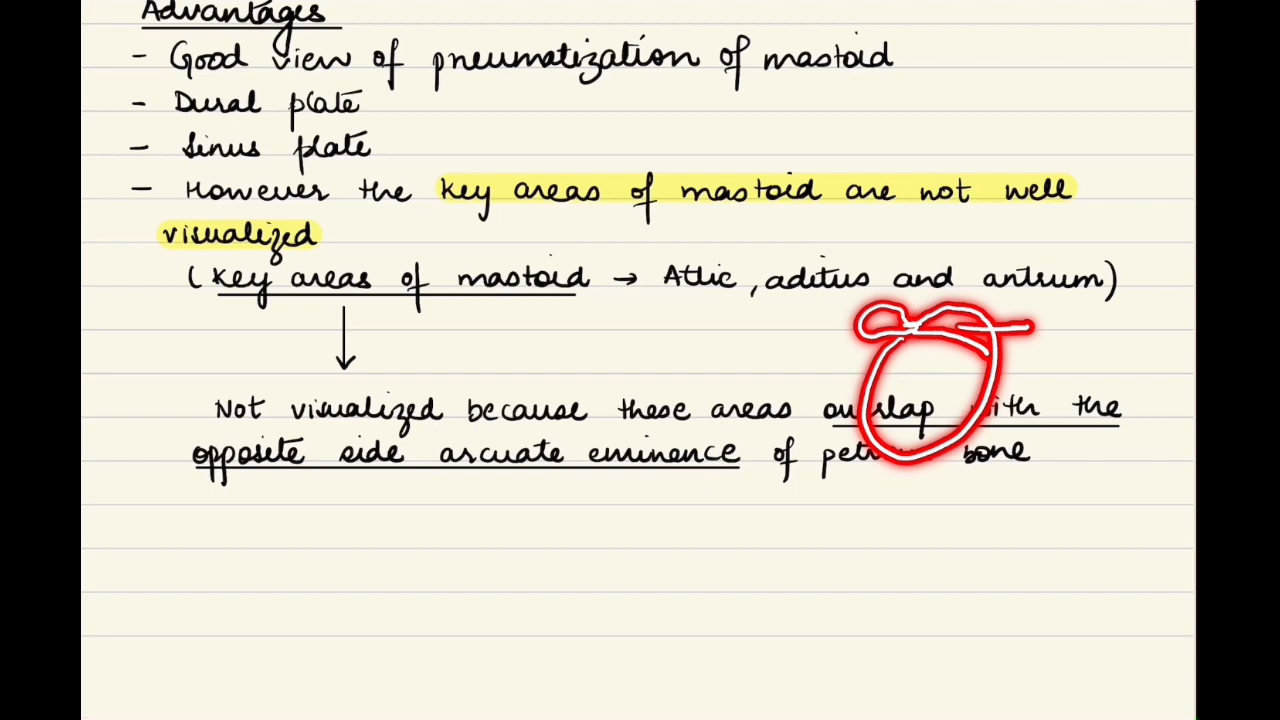 Advantages
- Good view of pneumatization of mastoid
- Dural plate
- Sinus plate
- However the key areas of mastoid are not well
visualized
(Key areas of mastoid → Attic, aditus and antrum)
Not visualized because these areas overlap with the
opposite side arcuate eminence of bone